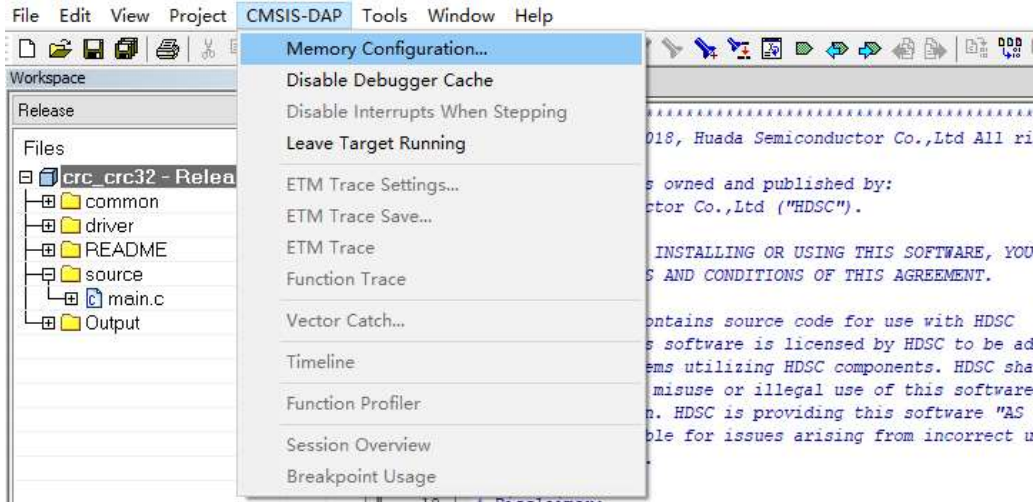 File Edit View Project CMSIS-DAP Tools Window Help
Memory Configuration...
Disable Debugger Cache
Disable Interrupts When Stepping
Leave Target Running
ETM Trace Settings...
ETM Trace Save...
ETM Trace
Function Trace
Vector Catch...
Timeline
Function Profiler
Session Overview
Breakpoint Usage
Workspace
Release
Files
crc_crc32 - Relea
common
driver
README
source
main.c
Output
018, Huada Semiconductor Co.,Ltd All ri
s owned and published by:
ctor Co.,Ltd ("HDSC").
INSTALLING OR USING THIS SOFTWARE, YOU
S AND CONDITIONS OF THIS AGREEMENT.
ontains source code for use with HDSC
s software is licensed by HDSC to be ad
ems utilizing HDSC components. HDSC sha
misuse or illegal use of this software
n. HDSC is providing this software "AS
ble for issues arising from incorrect u